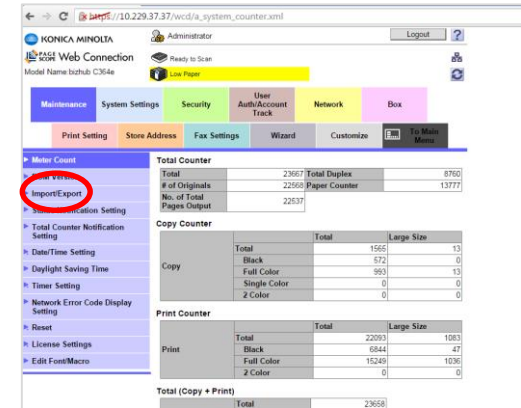 https://10.229.37.37/wcd/a_system_counter.xml
KONICA MINOLTA
Administrator
Logout
?
PAGE SCOPE Web Connection
Ready to Scan
Model Name:bizhub C364e
Low Paper
Maintenance
System Settings
Security
User Auth/Account Track
Network
Box
Print Setting
Store Address
Fax Settings
Wizard
Customize
To Main Menu
Meter Count
Import/Export
Status Notification Setting
Total Counter Notification Setting
Date/Time Setting
Daylight Saving Time
Timer Setting
Network Error Code Display Setting
Reset
License Settings
Edit Font/Macro
Total Counter
Total 23667 Total Duplex 8760
# of Originals 22568 Paper Counter 13777
No. of Total Pages Output 22537
Copy Counter
Total Large Size
Copy
Total 1565 13
Black 572 0
Full Color 993 13
Single Color 0 0
2 Color 0 0
Print Counter
Total Large Size
Print
Total 22093 1083
Black 6844 47
Full Color 15249 1036
2 Color 0 0
Total (Copy + Print)
Total 23658